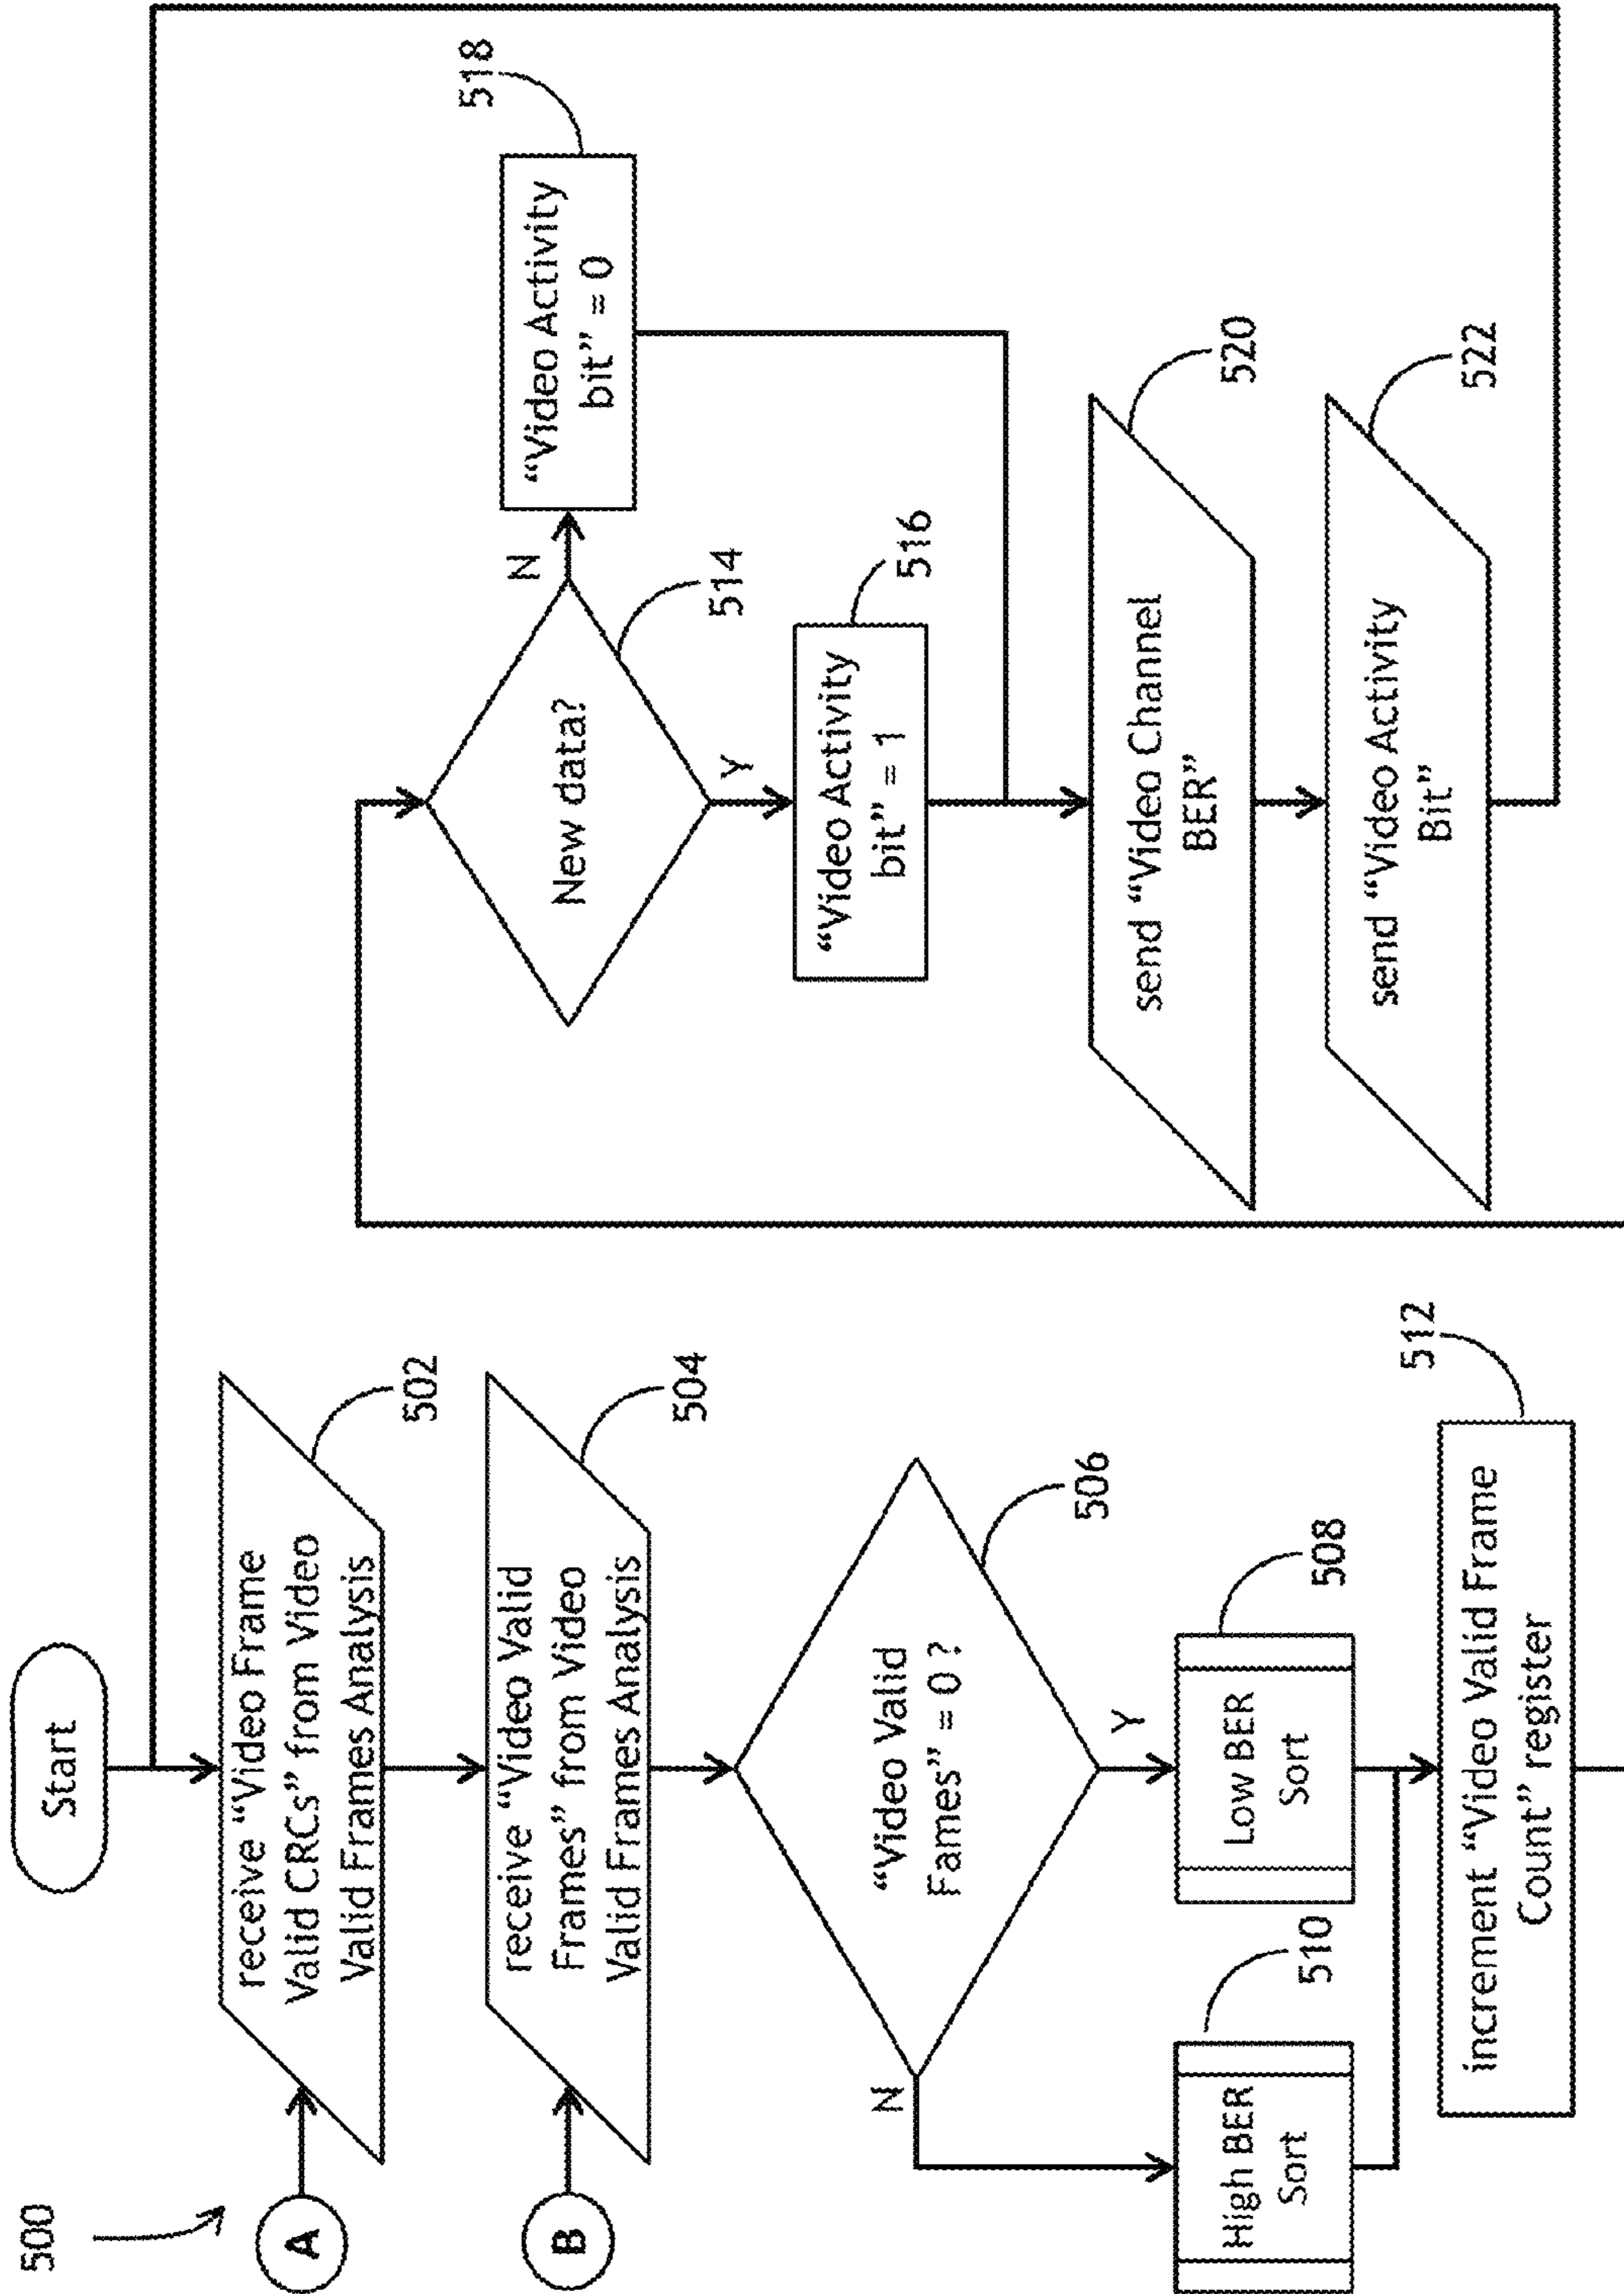 500
Start
A
receive “Video Frame
Valid CRCs” from Video
Valid Frames Analysis
502
B
receive “Video Valid
Frames” from Video
Valid Frames Analysis
504
“Video Valid
Fames” = 0 ?
506
N
Y
High BER
Sort
510
Low BER
Sort
508
increment “Video Valid Frame
Count” register
512
New data?
514
N
Y
“Video Activity
bit” = 0
518
“Video Activity
bit” = 1
516
send “Video Channel
BER”
520
send “Video Activity
Bit”
522